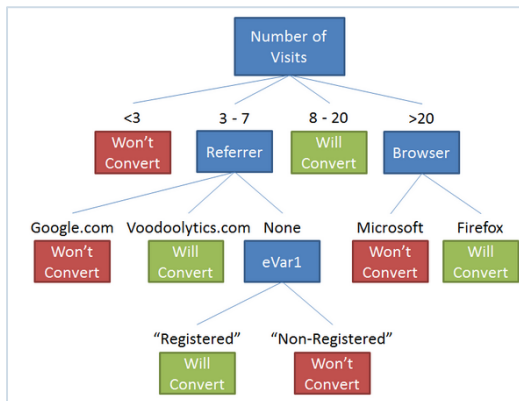 Number of
Visits
<3
3 - 7
8 - 20
>20
Won't
Convert
Referrer
Will
Convert
Browser
Google.com
Voodoolytics.com
None
Microsoft
Firefox
Won't
Convert
Will
Convert
eVar1
Won't
Convert
Will
Convert
“Registered”
“Non-Registered”
Will
Convert
Won't
Convert